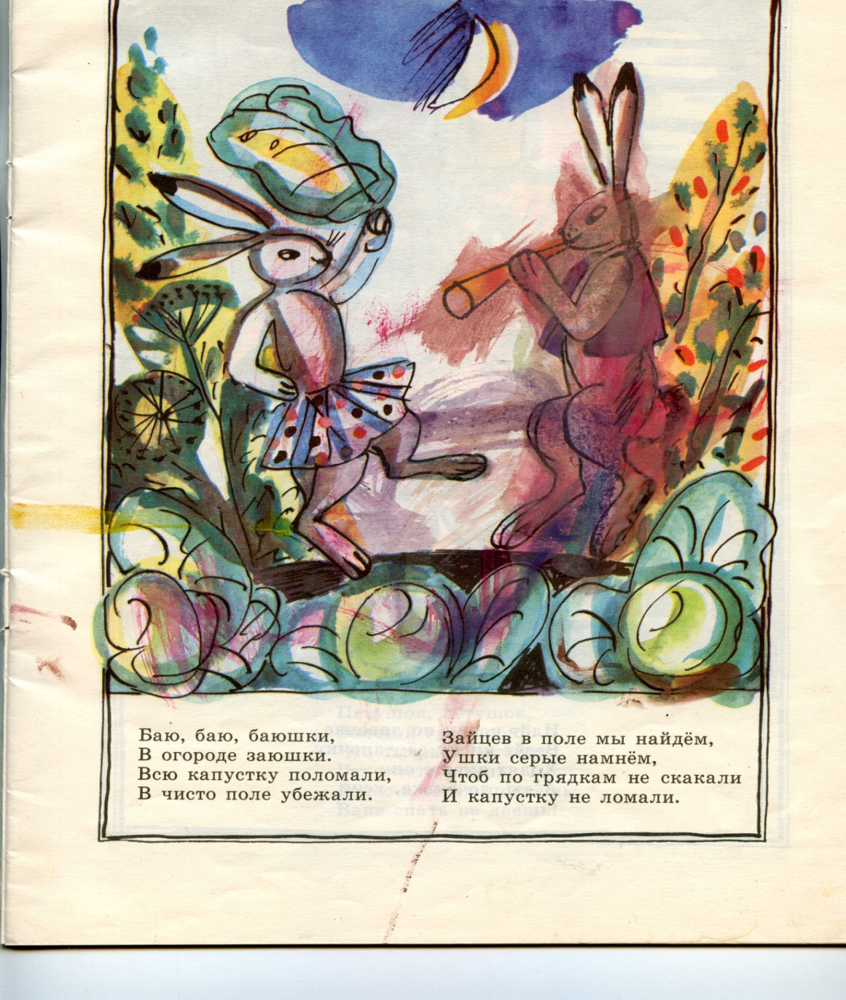 Баю, баю, баюшки,
В огороде заюшки.
Всю капустку поломали,
В чисто поле убежали.
Зайцев в поле мы найдём,
Ушки серые намнём,
Чтоб по грядкам не скакали
И капустку не ломали.